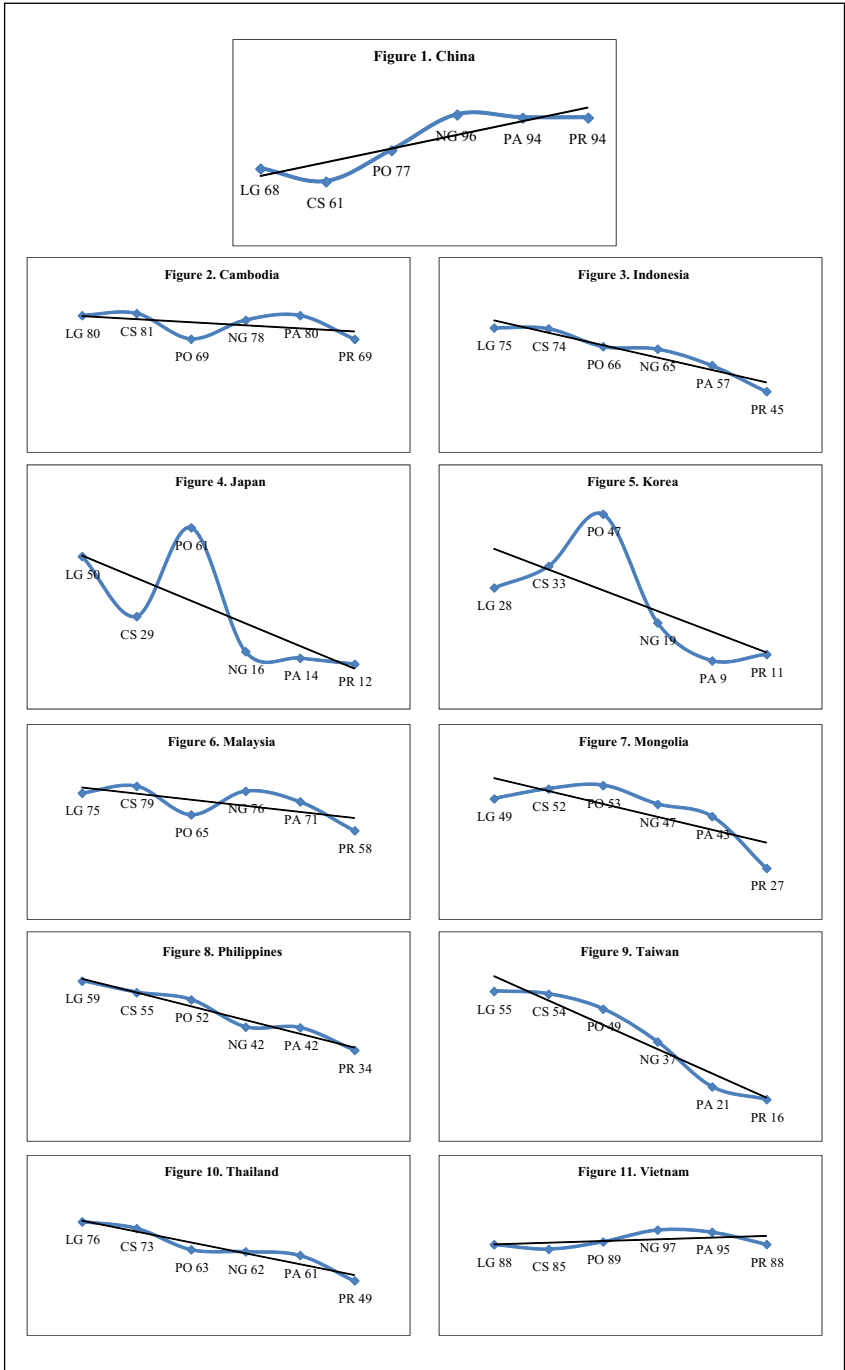 Figure 1. China
LG 68
CS 61
PO 77
NG 96
PA 94
PR 94
Figure 2. Cambodia
LG 80
CS 81
PO 69
NG 78
PA 80
PR 69
Figure 3. Indonesia
LG 75
CS 74
PO 66
NG 65
PA 57
PR 45
Figure 4. Japan
LG 50
CS 29
PO 61
NG 16
PA 14
PR 12
Figure 5. Korea
LG 28
CS 33
PO 47
NG 19
PA 9
PR 11
Figure 6. Malaysia
LG 75
CS 79
PO 65
NG 76
PA 71
PR 58
Figure 7. Mongolia
LG 49
CS 52
PO 53
NG 47
PA 43
PR 27
Figure 8. Philippines
LG 59
CS 55
PO 52
NG 42
PA 42
PR 34
Figure 9. Taiwan
LG 55
CS 54
PO 49
NG 37
PA 21
PR 16
Figure 10. Thailand
LG 76
CS 73
PO 63
NG 62
PA 61
PR 49
Figure 11. Vietnam
LG 88
CS 85
PO 89
NG 97
PA 95
PR 88